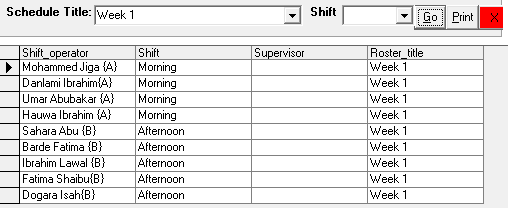 Schedule Title: Week 1 Shift Go Print X
Shift_operator Shift Supervisor Roster_title
Mohammed Jiga {A} Morning Week 1
Danlami Ibrahim{A} Morning Week 1
Umar Abubakar {A} Morning Week 1
Hauwa Ibrahim {A} Morning Week 1
Sahara Abu {B} Afternoon Week 1
Barde Fatima {B} Afternoon Week 1
Ibrahim Lawal {B} Afternoon Week 1
Fatima Shaibu{B} Afternoon Week 1
Dogara Isah{B} Afternoon Week 1